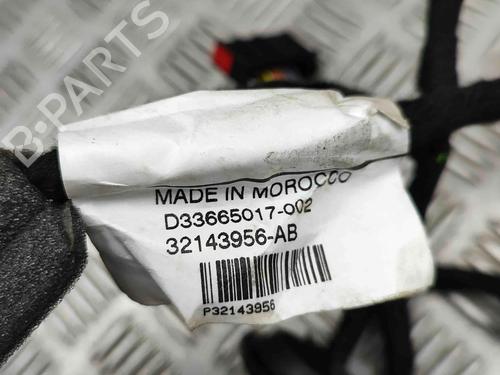 B-PARTS
MADE IN MOROCCO
D33665017-002
32143956-AB
P32143956